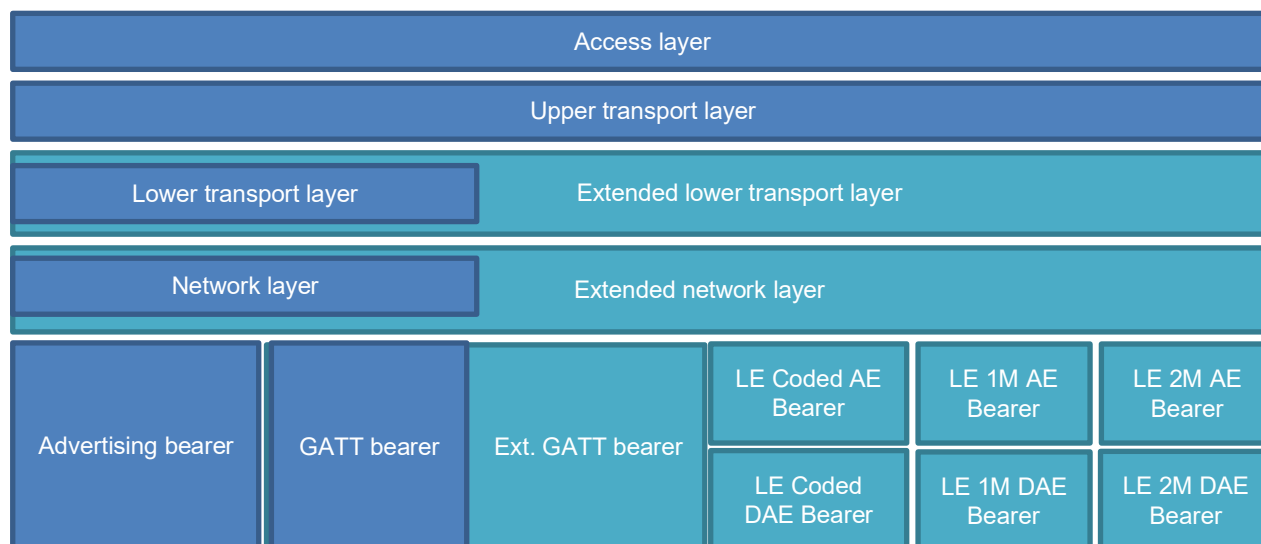 Access layer
Upper transport layer
Lower transport layer
Extended lower transport layer
Network layer
Extended network layer
Advertising bearer
GATT bearer
Ext. GATT bearer
LE Coded AE
Bearer
LE 1M AE
Bearer
LE 2M AE
Bearer
LE Coded
DAE Bearer
LE 1M DAE
Bearer
LE 2M DAE
Bearer